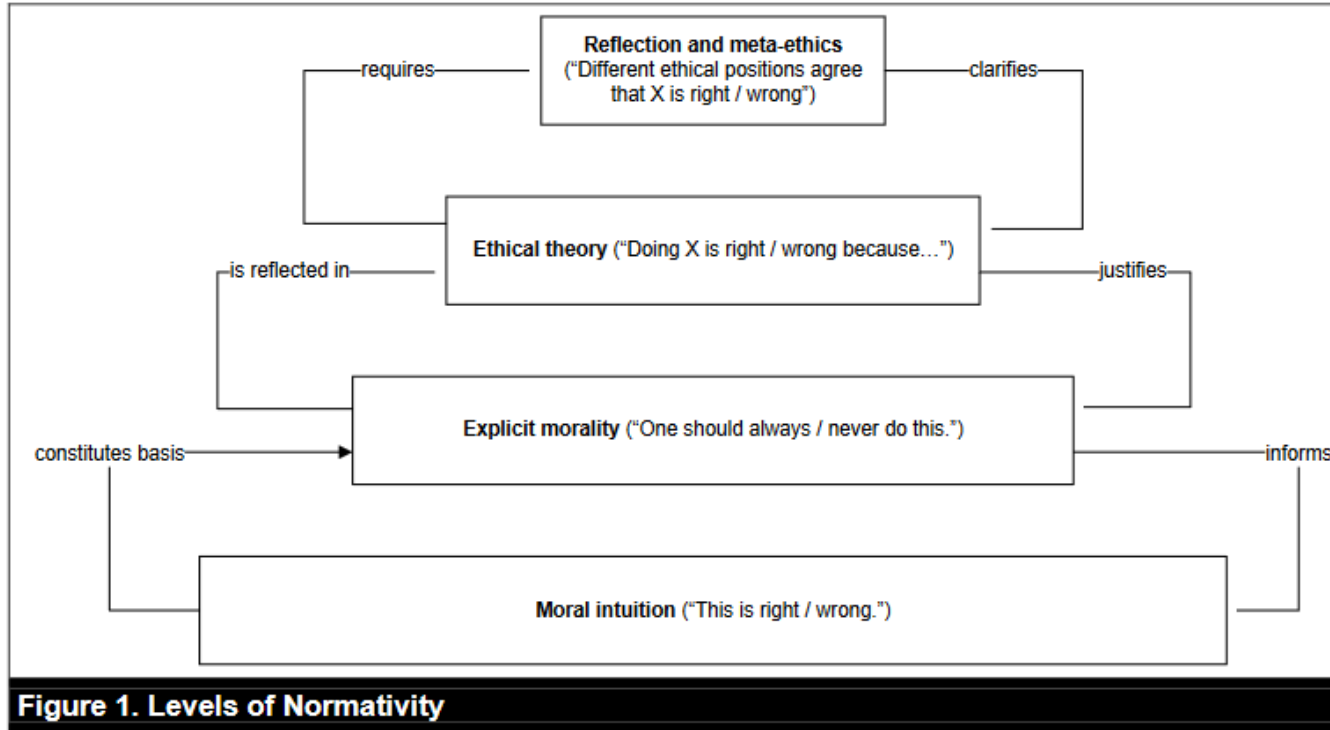 Reflection and meta-ethics
requires
("Different ethical positions agree
clarifies
that X is right / wrong")
Ethical theory ("Doing X is right / wrong because…")
is reflected in
justifies
Explicit morality ("One should always / never do this.")
constitutes basis
informs
Moral intuition ("This is right / wrong.")
Figure 1. Levels of Normativity